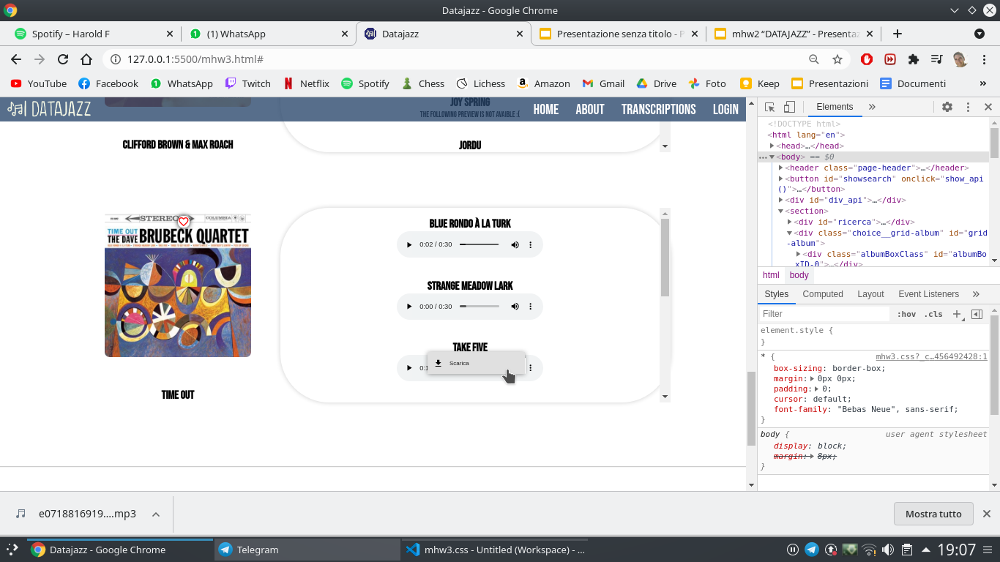 Datajazz - Google Chrome
Spotify – Harold F
(1) WhatsApp
Datajazz
Presentazione senza titolo - P
mhw2 “DATAJAZZ” - Presentaz
127.0.0.1:5500/mhw3.html#
YouTube
Facebook
WhatsApp
Twitch
Netflix
Spotify
Chess
Lichess
Amazon
Gmail
Drive
Foto
Keep
Presentazioni
Documenti
DATAJAZZ
HOME
ABOUT
TRANSCRIPTIONS
LOGIN
JOY SPRING
THE FOLLOWING PREVIEW IS NOT AVAIBLE :(
CLIFFORD BROWN & MAX ROACH
JORDU
STEREO
COLUMBIA
TIME OUT
THE DAVE BRUBECK QUARTET
TIME OUT
BLUE RONDO À LA TURK
0:02 / 0:30
STRANGE MEADOW LARK
0:00 / 0:30
TAKE FIVE
0:1
Scarica
Elements
<!DOCTYPE html>
<html lang="en">
<head>…</head>
<body> == $0
<header class="page-header">…</header>
<button id="showsearch" onclick="show_api
()">…</button>
<div id="div_api">…</div>
<section>
<div id="ricerca">…</div>
<div class="choice__grid-album" id="grid
-album">
<div class="albumBoxClass" id="albumBo
xID-0">…</div>
html
body
Styles
Computed
Layout
Event Listeners
Filter
:hov
.cls
element.style {
}
* {
mhw3.css?_c…456492428:1
box-sizing: border-box;
margin: 0px 0px;
padding: 0;
cursor: default;
font-family: "Bebas Neue", sans-serif;
}
body {
user agent stylesheet
display: block;
margin: 8px;
}
e0718816919....mp3
Mostra tutto
Datajazz - Google Chrome
Telegram
mhw3.css - Untitled (Workspace) - ...
19:07